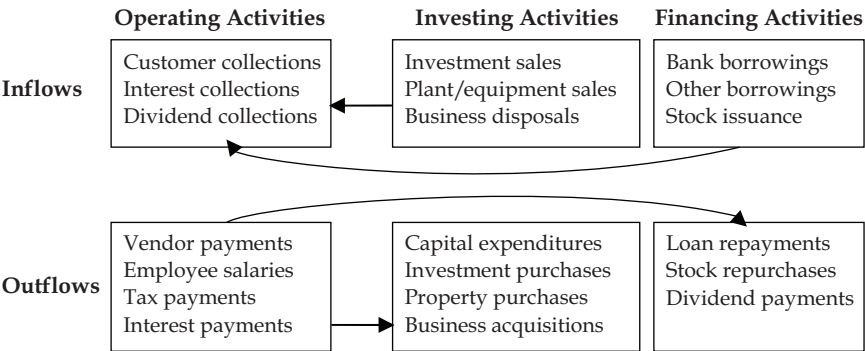 Operating Activities
Investing Activities
Financing Activities
Inflows
Customer collections
Interest collections
Dividend collections
Investment sales
Plant/equipment sales
Business disposals
Bank borrowings
Other borrowings
Stock issuance
Outflows
Vendor payments
Employee salaries
Tax payments
Interest payments
Capital expenditures
Investment purchases
Property purchases
Business acquisitions
Loan repayments
Stock repurchases
Dividend payments